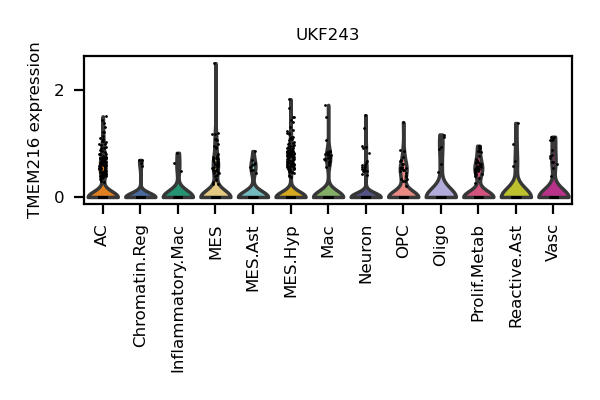 UKF243
TMEM216 expression
2
0
AC
Chromatin.Reg
Inflammatory.Mac
MES
MES.Ast
MES.Hyp
Mac
Neuron
OPC
Oligo
Prolif.Metab
Reactive.Ast
Vasc